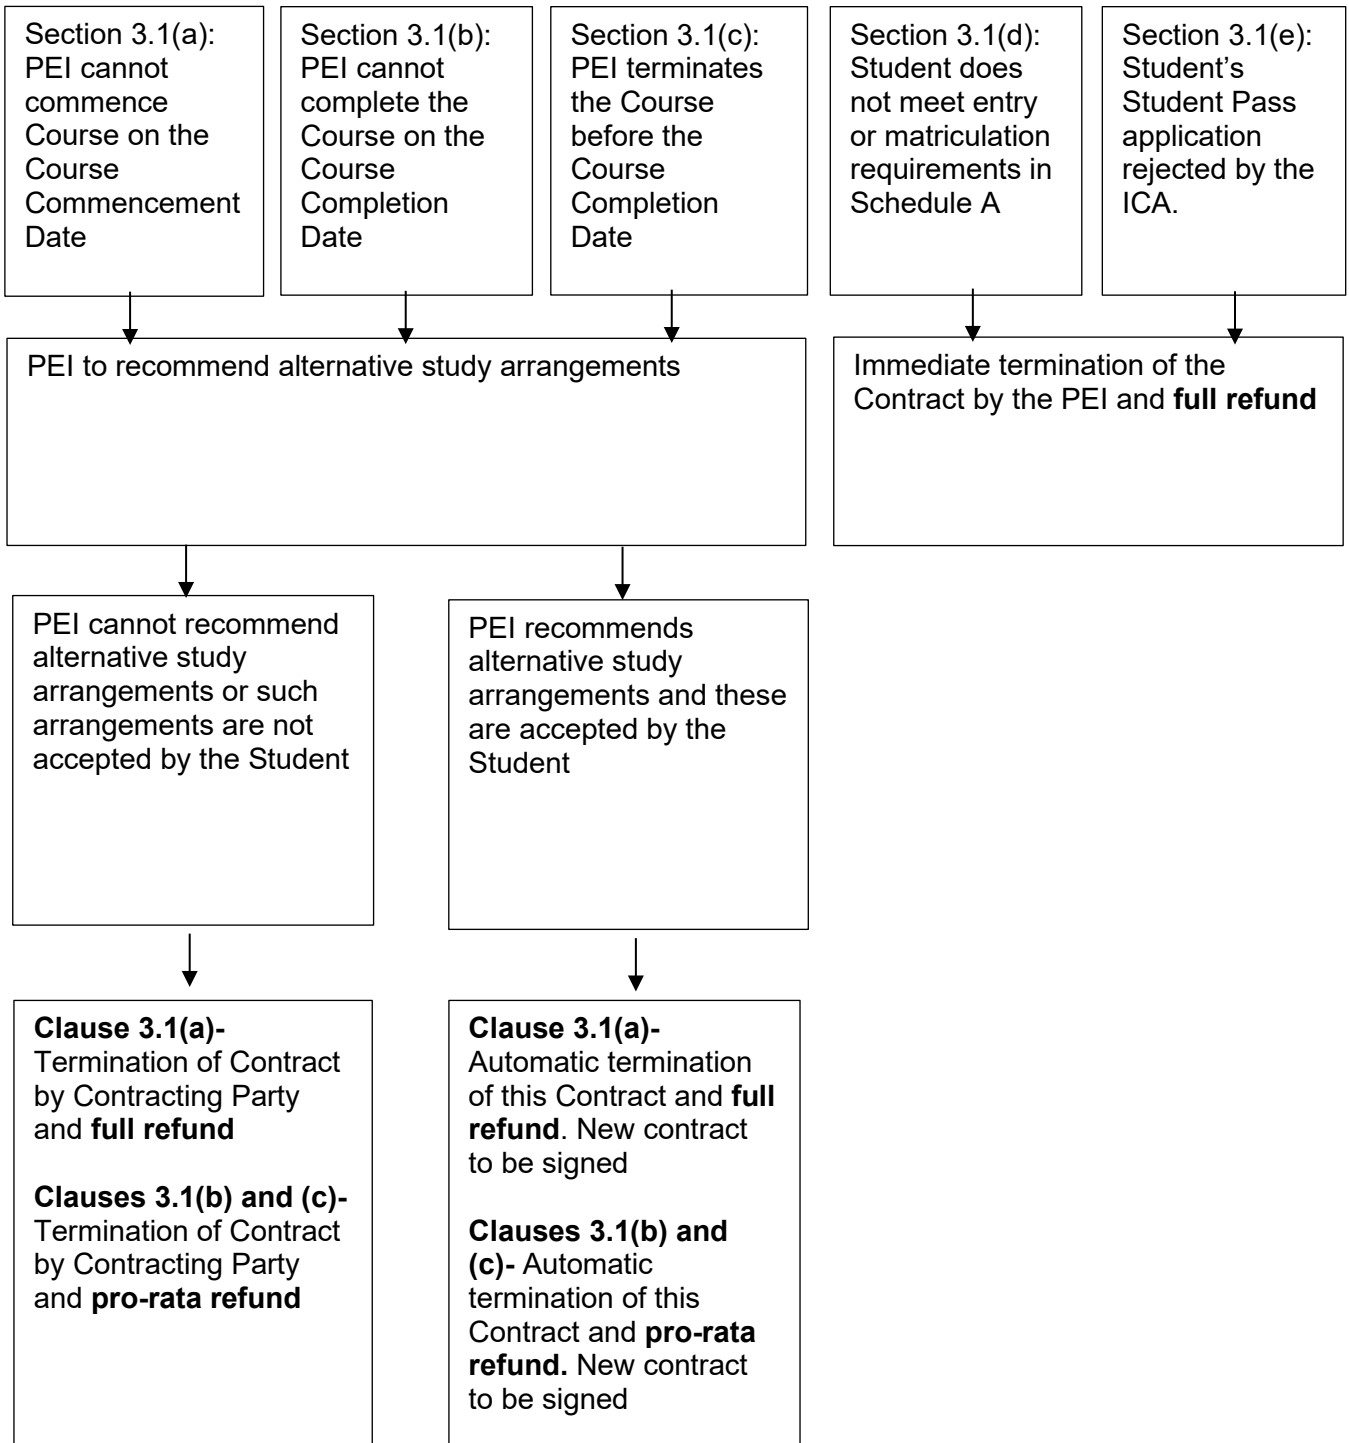 Section 3.1(a):
PEI cannot
commence
Course on the
Course
Commencement
Date
Section 3.1(b):
PEI cannot
complete the
Course on the
Course
Completion
Date
Section 3.1(c):
PEI terminates
the Course
before the
Course
Completion
Date
Section 3.1(d):
Student does
not meet entry
or matriculation
requirements in
Schedule A
Section 3.1(e):
Student’s
Student Pass
application
rejected by the
ICA.
PEI to recommend alternative study arrangements
Immediate termination of the
Contract by the PEI and full refund
PEI cannot recommend
alternative study
arrangements or such
arrangements are not
accepted by the Student
PEI recommends
alternative study
arrangements and these
are accepted by the
Student
Clause 3.1(a)-
Termination of Contract
by Contracting Party
and full refund
Clauses 3.1(b) and (c)-
Termination of Contract
by Contracting Party
and pro-rata refund
Clause 3.1(a)-
Automatic termination
of this Contract and full
refund. New contract
to be signed
Clauses 3.1(b) and
(c)- Automatic
termination of this
Contract and pro-rata
refund. New contract
to be signed